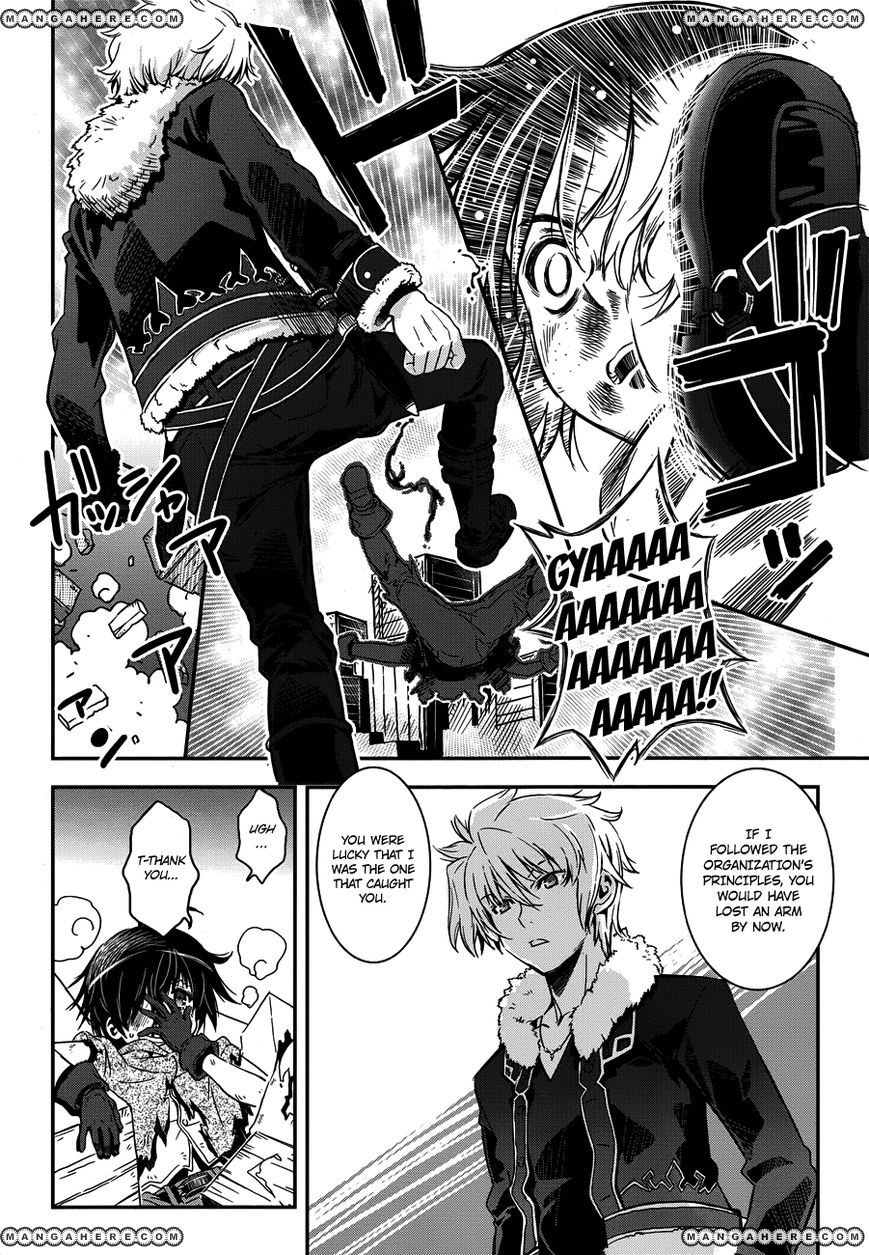 MANGAHERE.COM
MANGAHERE.COM
ドゴ
GYAAAAA
AAAAAAA
AAAAAAA
AAAAA!!
ガッシャアァン
IF I
FOLLOWED THE
ORGANIZATION'S
PRINCIPLES, YOU
WOULD HAVE
LOST AN ARM
BY NOW.
YOU WERE
LUCKY THAT I
WAS THE ONE
THAT CAUGHT
YOU.
UGH
...
T-THANK
YOU...
MANGAHERE.COM
MANGAHERE.COM